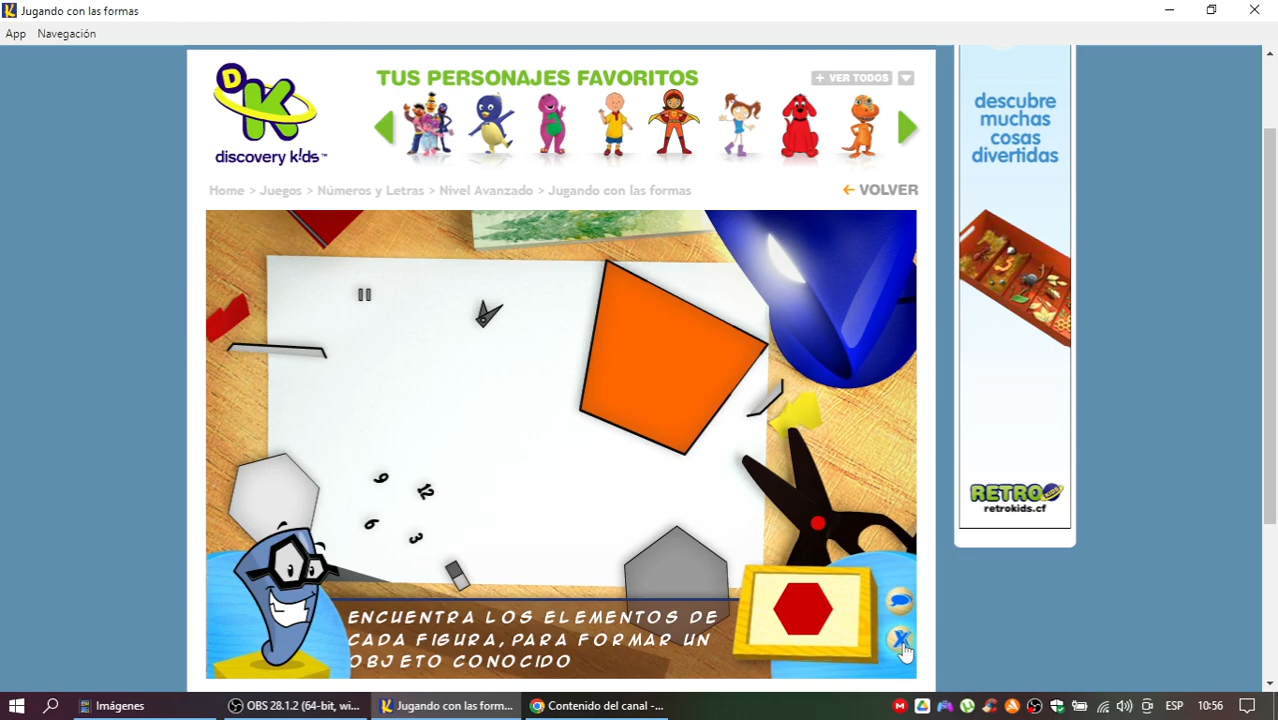 Jugando con las formas
App Navegación
TUS PERSONAJES FAVORITOS
+ VER TODOS
D
K
discovery k!ds™
Home > Juegos > Números y Letras > Nivel Avanzado > Jugando con las formas
← VOLVER
descubre
muchas
cosas
divertidas
9
12
6
3
RETRO KIDS
retrokids.cf
ENCUENTRA LOS ELEMENTOS DE
CADA FIGURA, PARA FORMAR UN
OBJETO CONOCIDO
X
Imágenes
OBS 28.1.2 (64-bit, wi...
Jugando con las form...
Contenido del canal -...
ESP
10:56